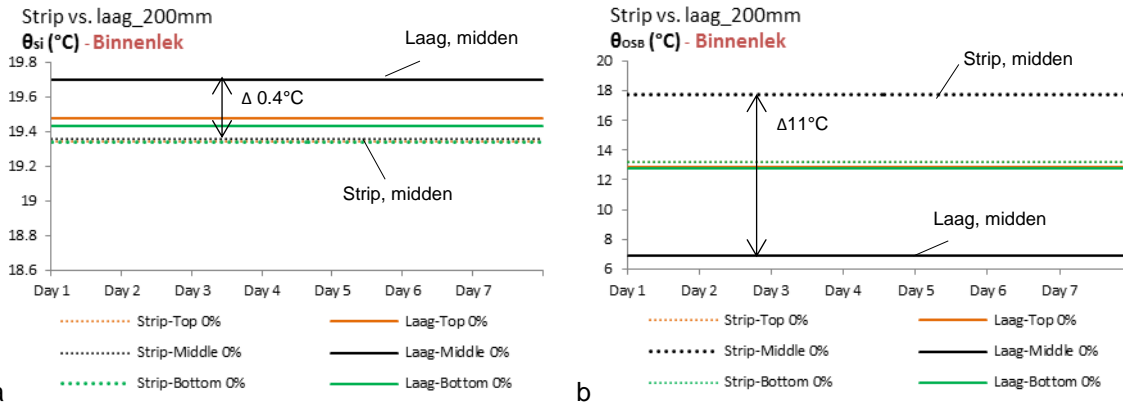 Strip vs. laag_200mm
θsi (°C) - Binnenlek
19.8
19.6
19.4
19.2
19
18.8
18.6
Laag, midden
Δ 0.4°C
Strip, midden
Day 1 Day 2 Day 3 Day 4 Day 5 Day 6 Day 7
Strip-Top 0% Laag-Top 0%
Strip-Middle 0% Laag-Middle 0%
Strip-Bottom 0% Laag-Bottom 0%
a
Strip vs. laag_200mm
θOSB (°C) - Binnenlek
20
18
16
14
12
10
8
6
Strip, midden
Δ11°C
Laag, midden
Day 1 Day 2 Day 3 Day 4 Day 5 Day 6 Day 7
Strip-Top 0% Laag-Top 0%
Strip-Middle 0% Laag-Middle 0%
Strip-Bottom 0% Laag-Bottom 0%
b